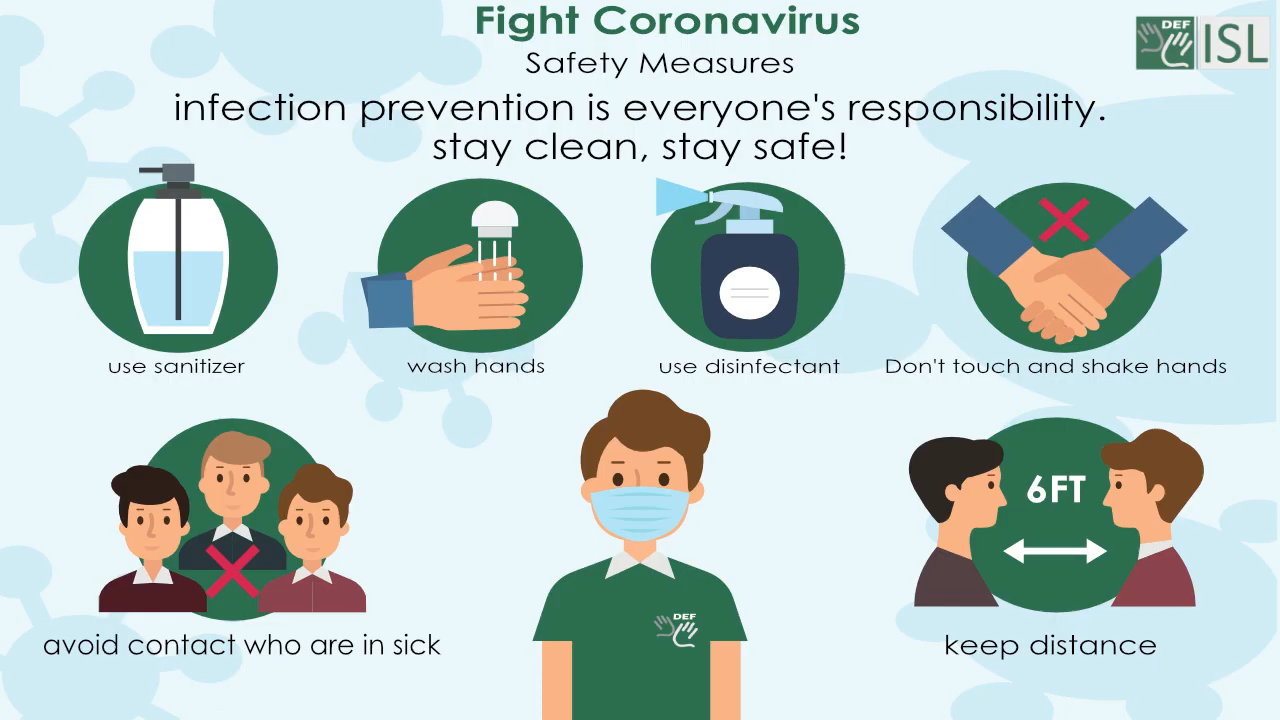 Fight Coronavirus
DEF
ISL
Safety Measures
infection prevention is everyone's responsibility.
stay clean, stay safe!
use sanitizer
wash hands
use disinfectant
Don't touch and shake hands
6FT
DEF
avoid contact who are in sick
keep distance